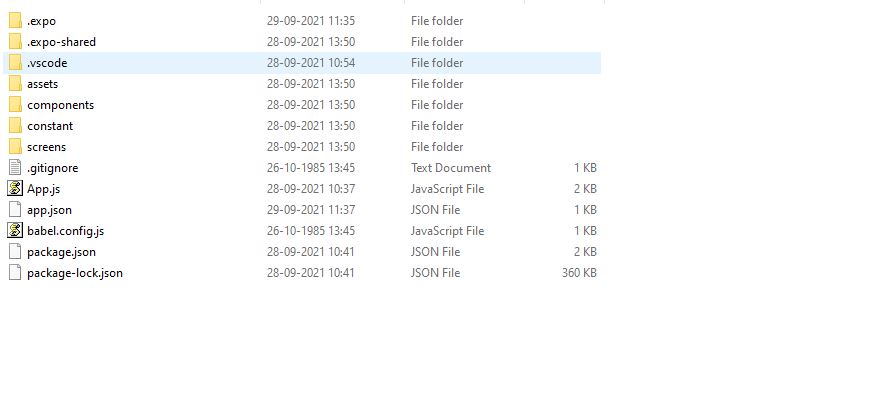 .expo 29-09-2021 11:35 File folder
.expo-shared 28-09-2021 13:50 File folder
.vscode 28-09-2021 10:54 File folder
assets 28-09-2021 13:50 File folder
components 28-09-2021 13:50 File folder
constant 28-09-2021 13:50 File folder
screens 28-09-2021 13:50 File folder
.gitignore 26-10-1985 13:45 Text Document 1 KB
App.js 28-09-2021 10:37 JavaScript File 2 KB
app.json 29-09-2021 11:37 JSON File 1 KB
babel.config.js 26-10-1985 13:45 JavaScript File 1 KB
package.json 28-09-2021 10:41 JSON File 2 KB
package-lock.json 28-09-2021 10:41 JSON File 360 KB